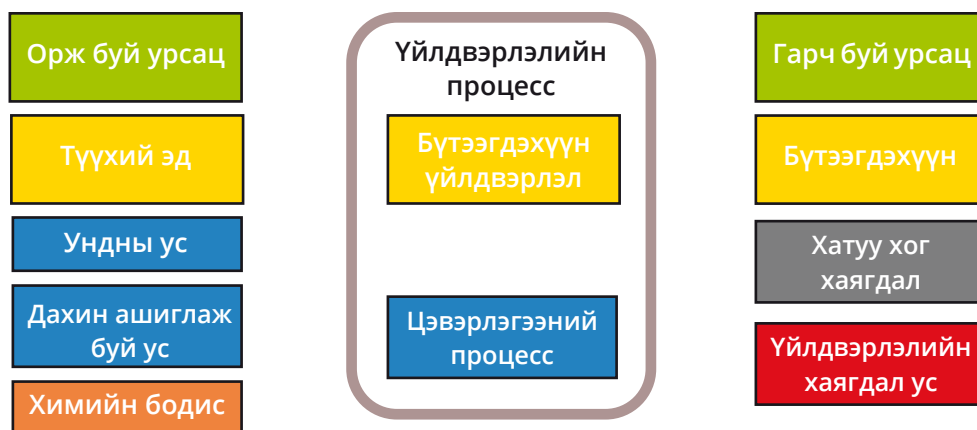 Орж буй урсац
Түүхий эд
Ундны ус
Дахин ашиглаж
буй ус
Химийн бодис
Үйлдвэрлэлийн
процесс
Бүтээгдэхүүн
үйлдвэрлэл
Цэвэрлэгээний
процесс
Гарч буй урсац
Бүтээгдэхүүн
Хатуу хог
хаягдал
Үйлдвэрлэлийн
хаягдал ус